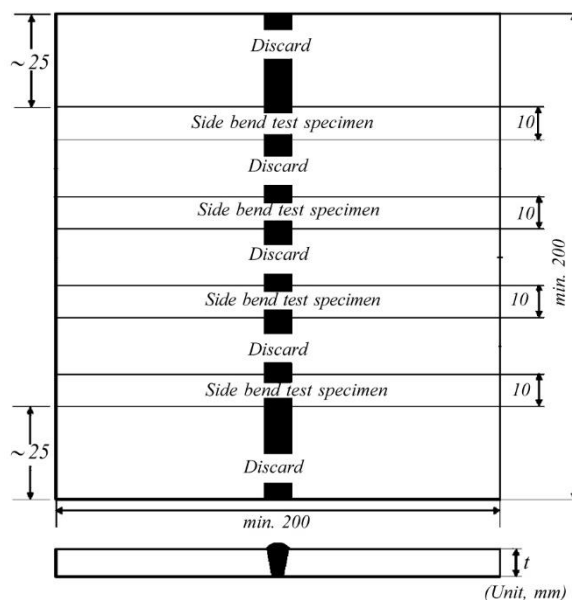 Discard
~25
Side bend test specimen
10
Discard
Side bend test specimen
10
Discard
min. 200
Side bend test specimen
10
Discard
Side bend test specimen
10
~25
Discard
min. 200
t
(Unit, mm)